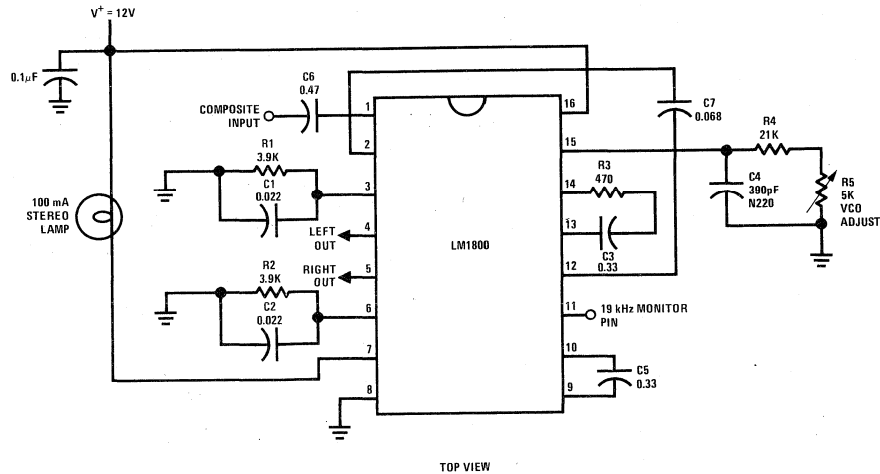 V+ = 12V
0.1µF
C6
0.47
COMPOSITE
INPUT
1
2
3
4
5
6
7
8
16
15
14
13
12
11
10
9
LM1800
R1
3.9K
C1
0.022
LEFT
OUT
RIGHT
OUT
R2
3.9K
C2
0.022
100 mA
STEREO
LAMP
C7
0.068
R4
21K
R3
470
C4
390pF
N220
R5
5K
VCO
ADJUST
C3
0.33
19 kHz MONITOR
PIN
C5
0.33
TOP VIEW